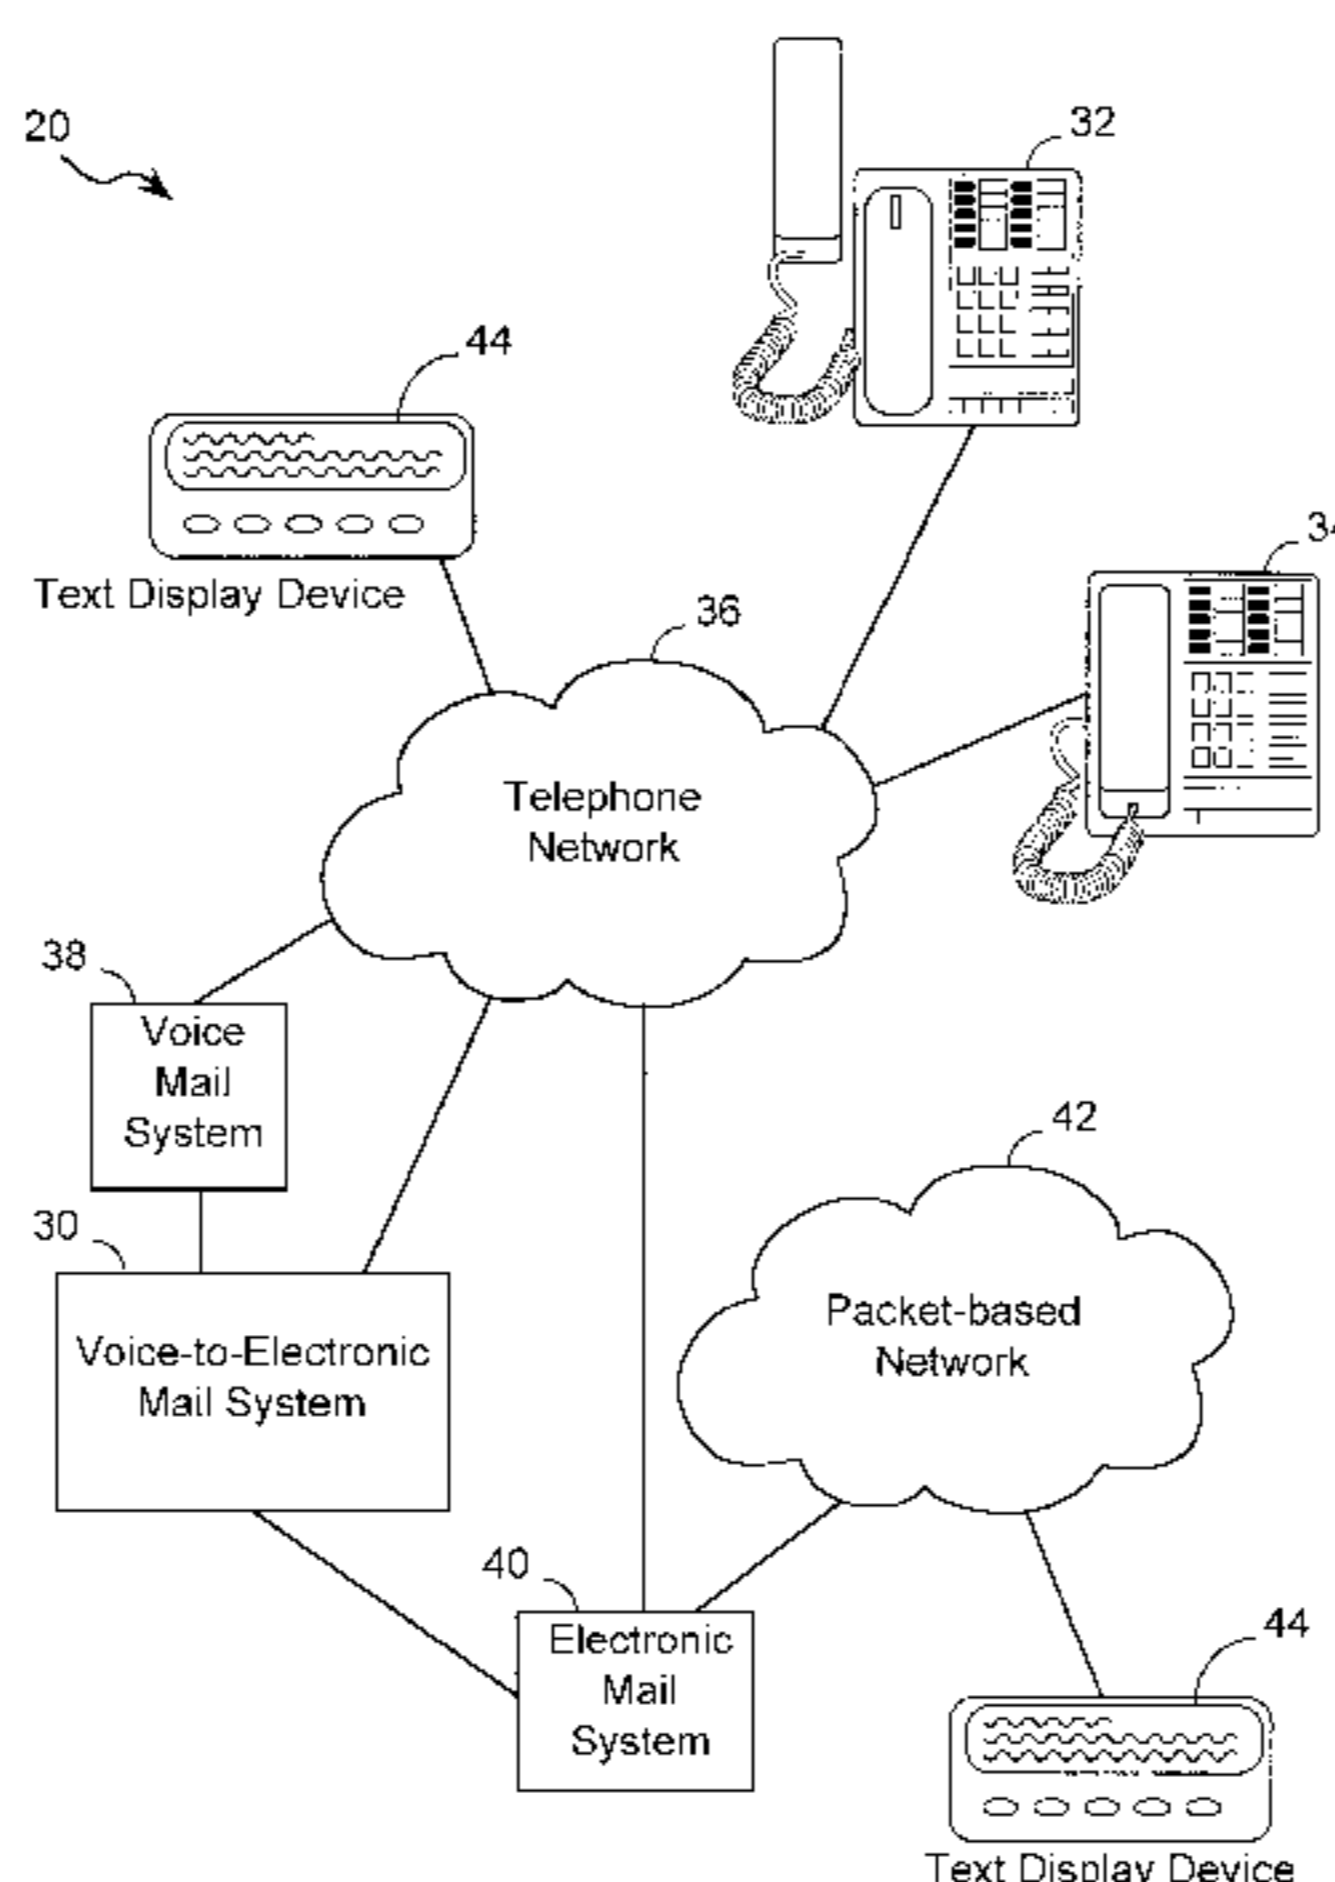 20
32
44
34
Text Display Device
36
Telephone
Network
38
Voice
Mail
System
42
30
Packet-based
Network
Voice-to-Electronic
Mail System
40
Electronic
Mail
System
44
Text Display Device